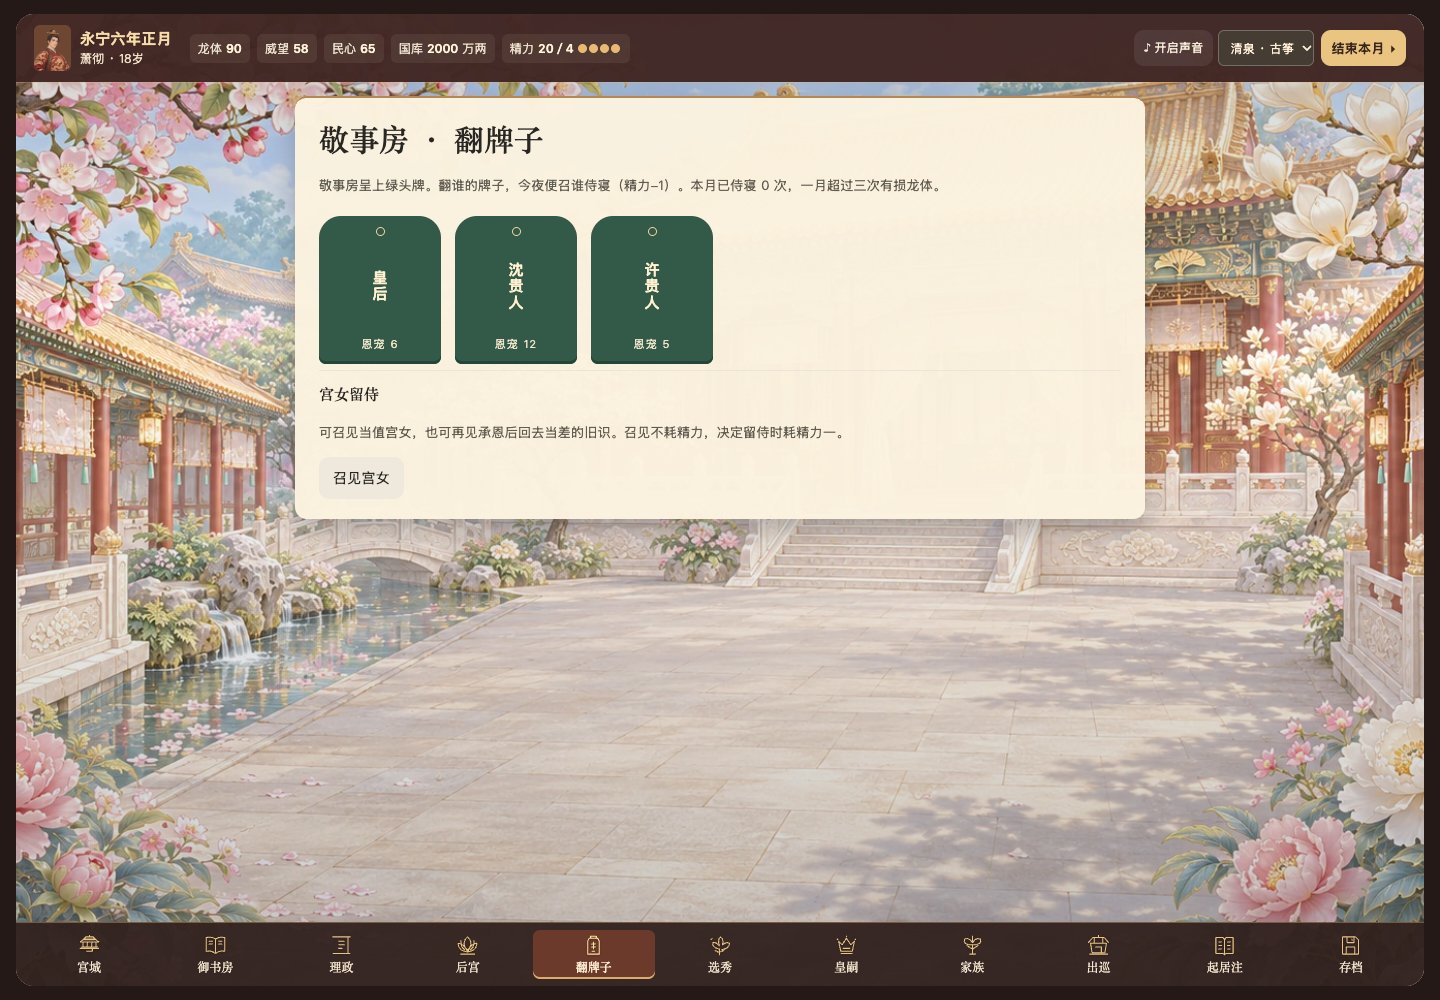 永宁六年正月
萧彻 · 18岁
龙体 90
威望 58
民心 65
国库 2000 万两
精力 20 / 4
♪ 开启声音
清泉 · 古筝
结束本月
敬事房 · 翻牌子
敬事房呈上绿头牌。翻谁的牌子，今夜便召谁侍寝（精力−1）。本月已侍寝 0 次，一月超过三次有损龙体。
皇后
恩宠 6
沈贵人
恩宠 12
许贵人
恩宠 5
宫女留侍
可召见当值宫女，也可再见承恩后回去当差的旧识。召见不耗精力，决定留侍时耗精力一。
召见宫女
宫城
御书房
理政
后宫
翻牌子
选秀
皇嗣
家族
出巡
起居注
存档